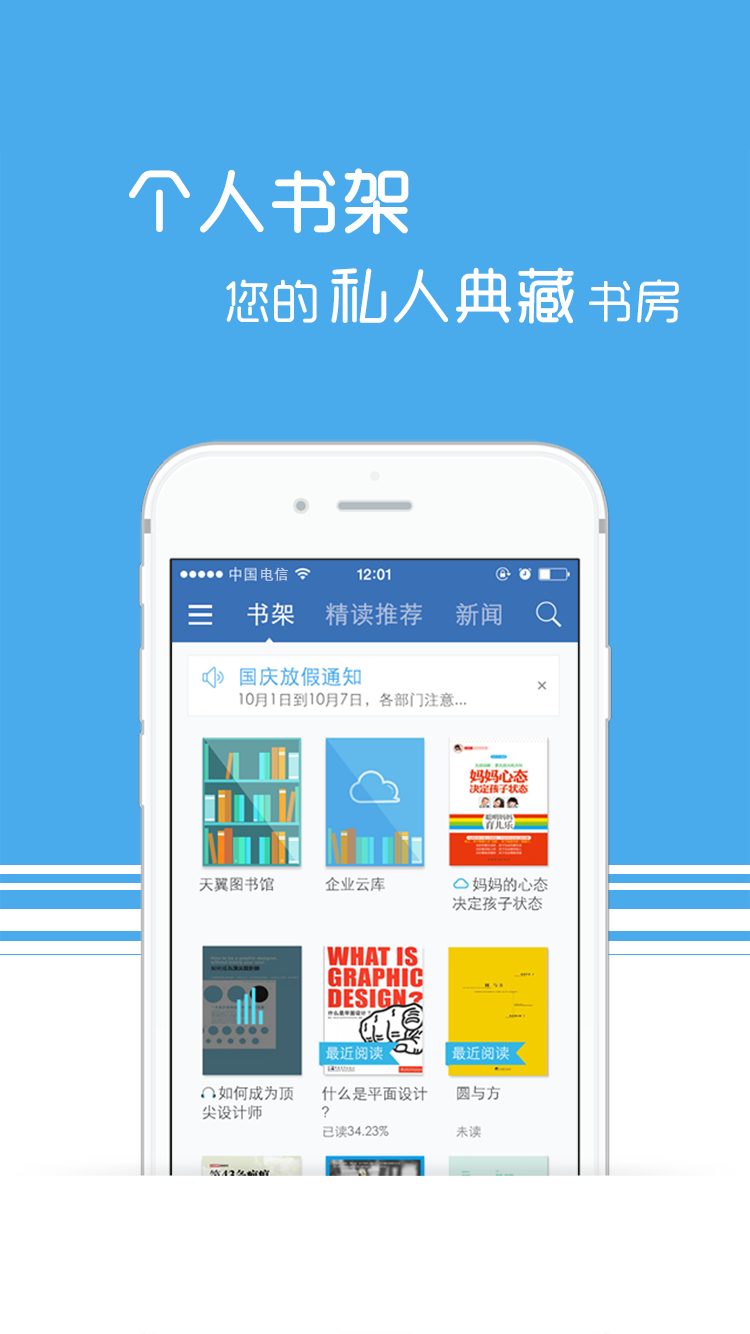 个人书架
您的私人典藏书房
中国电信 12:01
书架 精读推荐 新闻
国庆放假通知
10月1日到10月7日，各部门注意...
×
妈妈心态
决定孩子状态
聪明妈妈
育儿乐
天翼图书馆
企业云库
妈妈的心态
决定孩子状态
WHAT IS
GRAPHIC
DESIGN?
什么是平面设计?
最近阅读
最近阅读
如何成为顶
尖设计师
什么是平面设计
?
已读34.23%
圆与方
未读